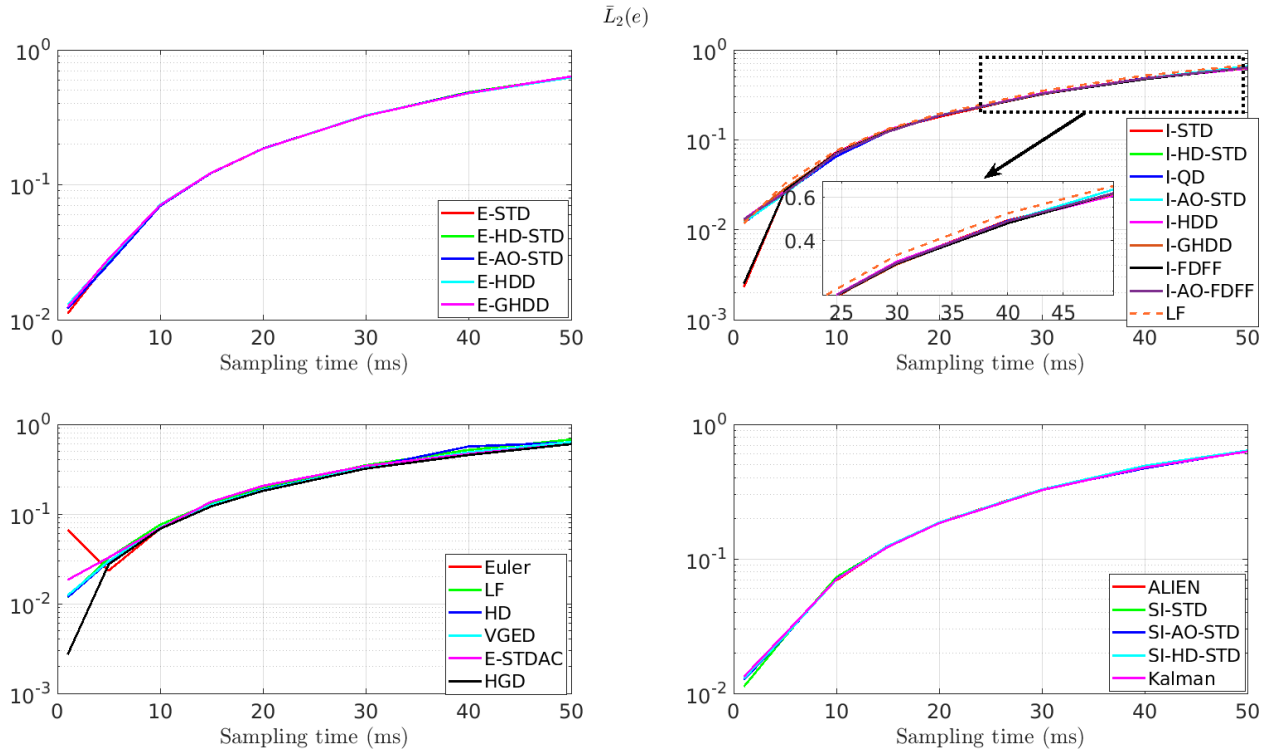 L̄₂(e)
10⁰
10⁻¹
10⁻²
0 10 20 30 40 50
Sampling time (ms)
E-STD
E-HD-STD
E-AO-STD
E-HDD
E-GHDD
10⁰
10⁻¹
10⁻²
10⁻³
0 10 20 30 40 50
Sampling time (ms)
0.6
0.4
25 30 35 40 45
I-STD
I-HD-STD
I-QD
I-AO-STD
I-HDD
I-GHDD
I-FDFF
I-AO-FDFF
LF
10⁰
10⁻¹
10⁻²
10⁻³
0 10 20 30 40 50
Sampling time (ms)
Euler
LF
HD
VGED
E-STDAC
HGD
10⁰
10⁻¹
10⁻²
0 10 20 30 40 50
Sampling time (ms)
ALIEN
SI-STD
SI-AO-STD
SI-HD-STD
Kalman